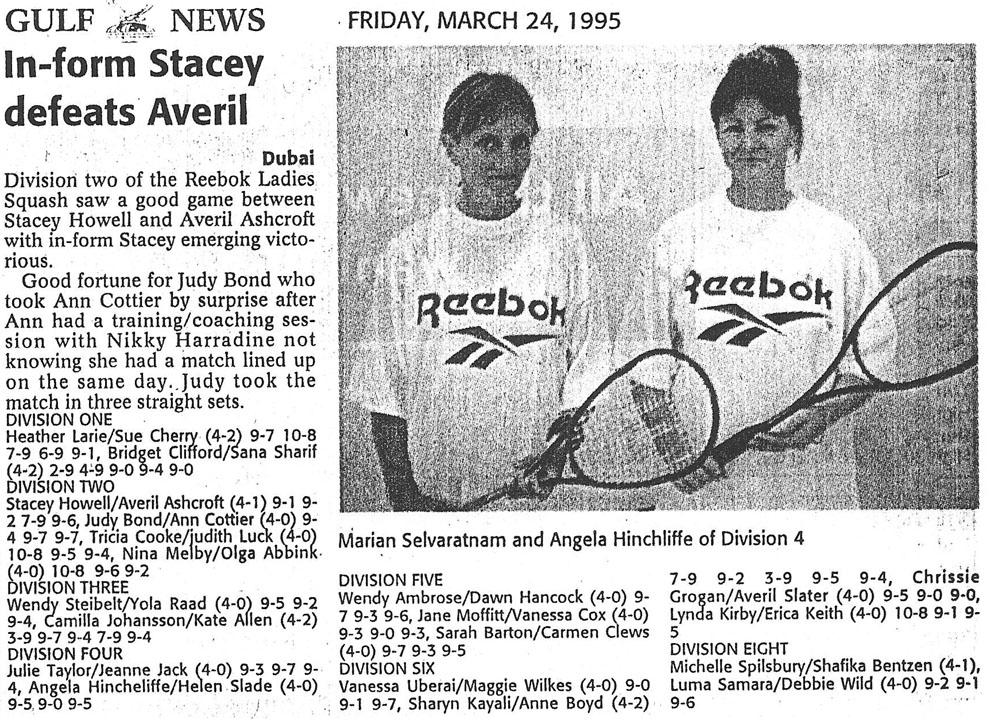 GULF NEWS
FRIDAY, MARCH 24, 1995
In-form Stacey
defeats Averil
Dubai
Division two of the Reebok Ladies
Squash saw a good game between
Stacey Howell and Averil Ashcroft
with in-form Stacey emerging victo-
rious.
Good fortune for Judy Bond who
took Ann Cottier by surprise after
Ann had a training/coaching ses-
sion with Nikky Harradine not
knowing she had a match lined up
on the same day. Judy took the
match in three straight sets.
DIVISION ONE
Heather Larie/Sue Cherry (4-2) 9-7 10-8
7-9 6-9 9-1, Bridget Clifford/Sana Sharif
(4-2) 2-9 4-9 9-0 9-4 9-0
DIVISION TWO
Stacey Howell/Averil Ashcroft (4-1) 9-1 9-
2 7-9 9-6, Judy Bond/Ann Cottier (4-0) 9-
4 9-7 9-7, Tricia Cooke/judith Luck (4-0)
10-8 9-5 9-4, Nina Melby/Olga Abbink
(4-0) 10-8 9-6 9-2
DIVISION THREE
Wendy Steibelt/Yola Raad (4-0) 9-5 9-2
9-4, Camilla Johansson/Kate Allen (4-2)
3-9 9-7 9-4 7-9 9-4
DIVISION FOUR
Julie Taylor/Jeanne Jack (4-0) 9-3 9-7 9-
4, Angela Hincheliffe/Helen Slade (4-0)
9-5 9-0 9-5
Reebok
Reebok
Marian Selvaratnam and Angela Hinchliffe of Division 4
DIVISION FIVE
Wendy Ambrose/Dawn Hancock (4-0) 9-
7 9-3 9-6, Jane Moffitt/Vanessa Cox (4-0)
9-3 9-0 9-3, Sarah Barton/Carmen Clews
(4-0) 9-7 9-3 9-5
DIVISION SIX
Vanessa Uberai/Maggie Wilkes (4-0) 9-0
9-1 9-7, Sharyn Kayali/Anne Boyd (4-2)
7-9 9-2 3-9 9-5 9-4, Chrissie
Grogan/Averil Slater (4-0) 9-5 9-0 9-0,
Lynda Kirby/Erica Keith (4-0) 10-8 9-1 9-
5
DIVISION EIGHT
Michelle Spilsbury/Shafika Bentzen (4-1),
Luma Samara/Debbie Wild (4-0) 9-2 9-1
9-6